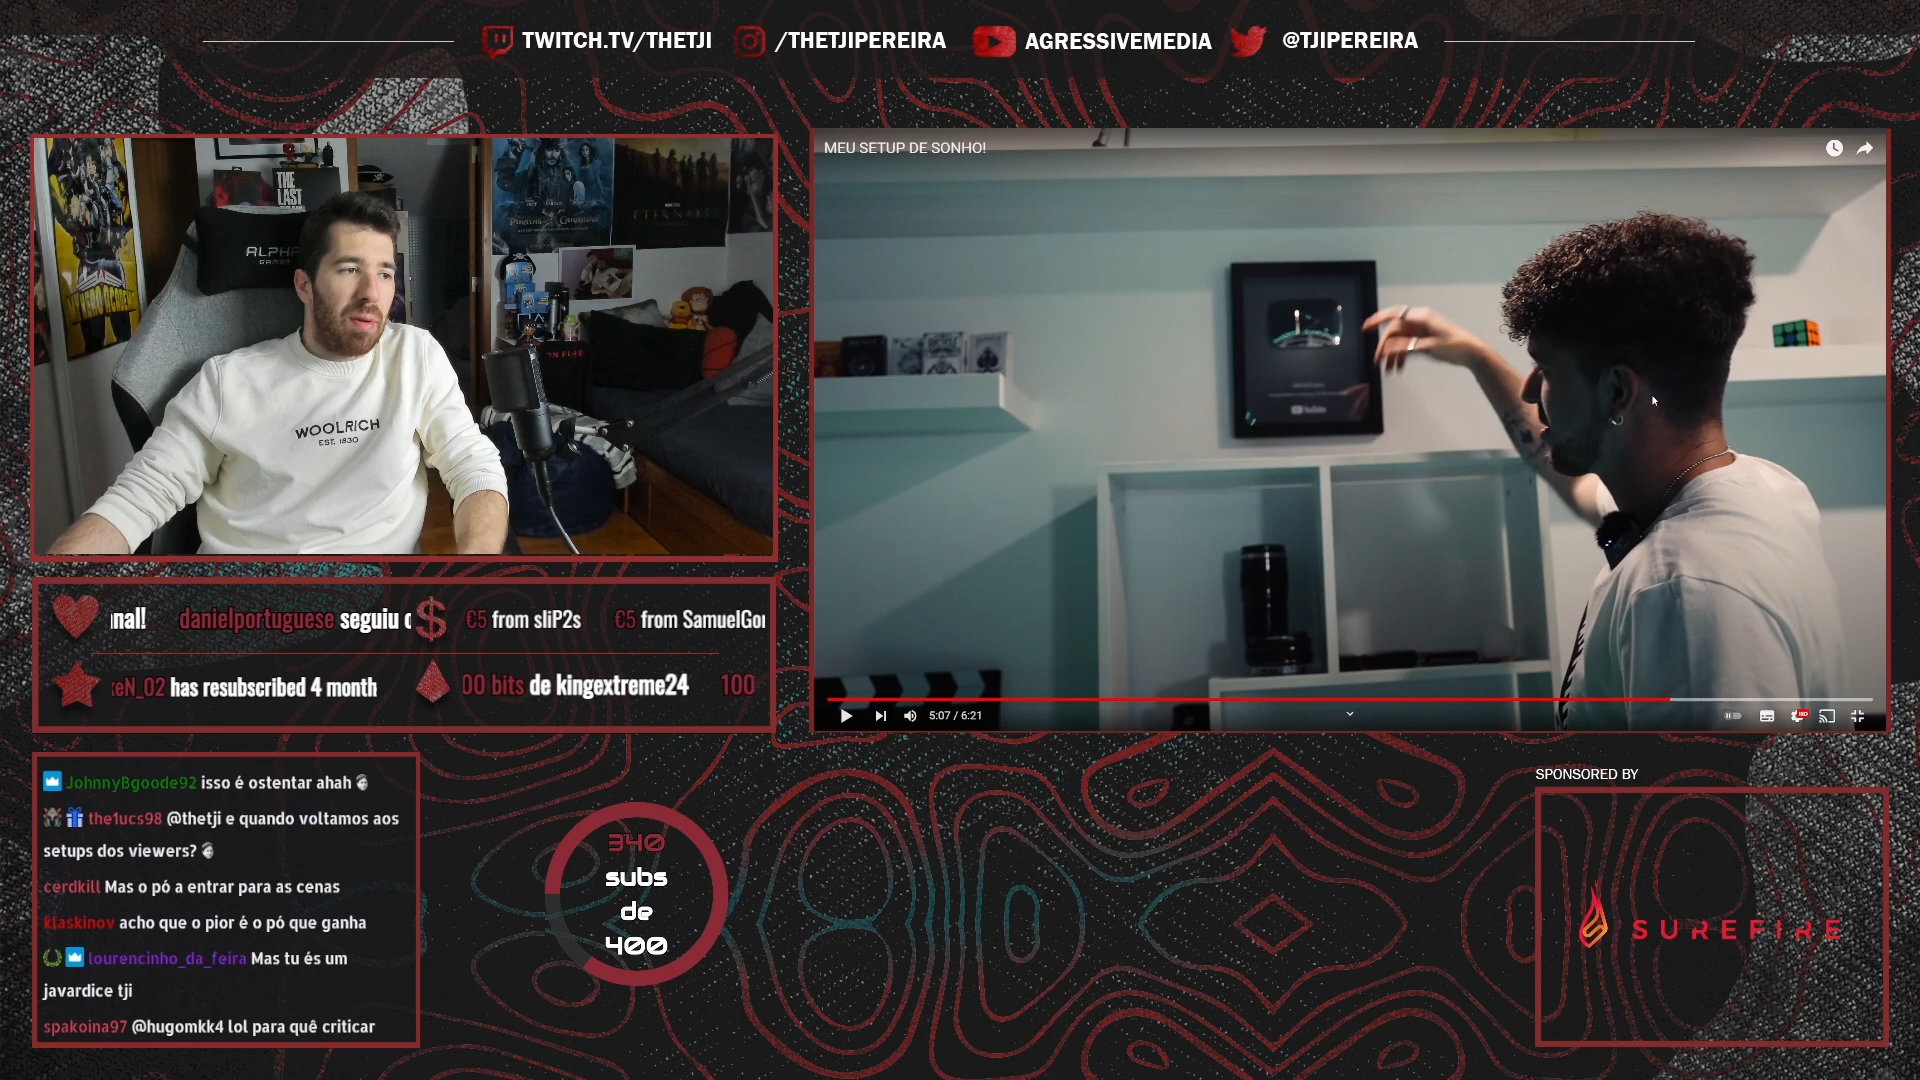 TWITCH.TV/THETJI /THETJIPEREIRA AGRESSIVEMEDIA @TJIPEREIRA
MEU SETUP DE SONHO!
THE
LAST
ALPHA
GAMER
WOOLRICH
EST. 1830
YouTube
5:07 / 6:21
HD
nal! danielportuguese seguiu
€5 from sliP2s €5 from SamuelGo
eN_02 has resubscribed 4 month
00 bits de kingextreme24 100
JohnnyBgoode92 isso é ostentar ahah
the1ucs98 @thetji e quando voltamos aos
setups dos viewers?
cerdkill Mas o pó a entrar para as cenas
klaskinov acho que o pior é o pó que ganha
lourencinho_da_feira Mas tu és um
javardice tji
spakoina97 @hugomkk4 lol para quê criticar
340
subs
de
400
SPONSORED BY
SUREFIRE